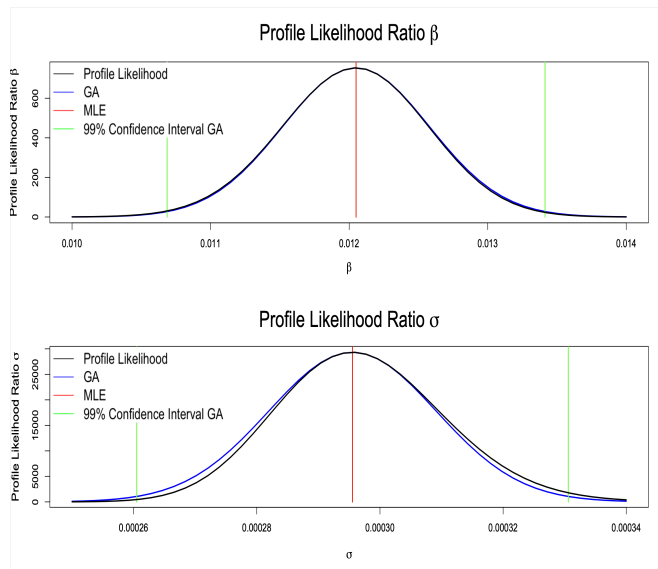 Profile Likelihood Ratio β
Profile Likelihood Ratio β
Profile Likelihood
GA
MLE
99% Confidence Interval GA
600
400
200
0
0.010 0.011 0.012 0.013 0.014
β
Profile Likelihood Ratio σ
Profile Likelihood Ratio σ
Profile Likelihood
GA
MLE
99% Confidence Interval GA
25000
15000
5000
0
0.00026 0.00028 0.00030 0.00032 0.00034
σ